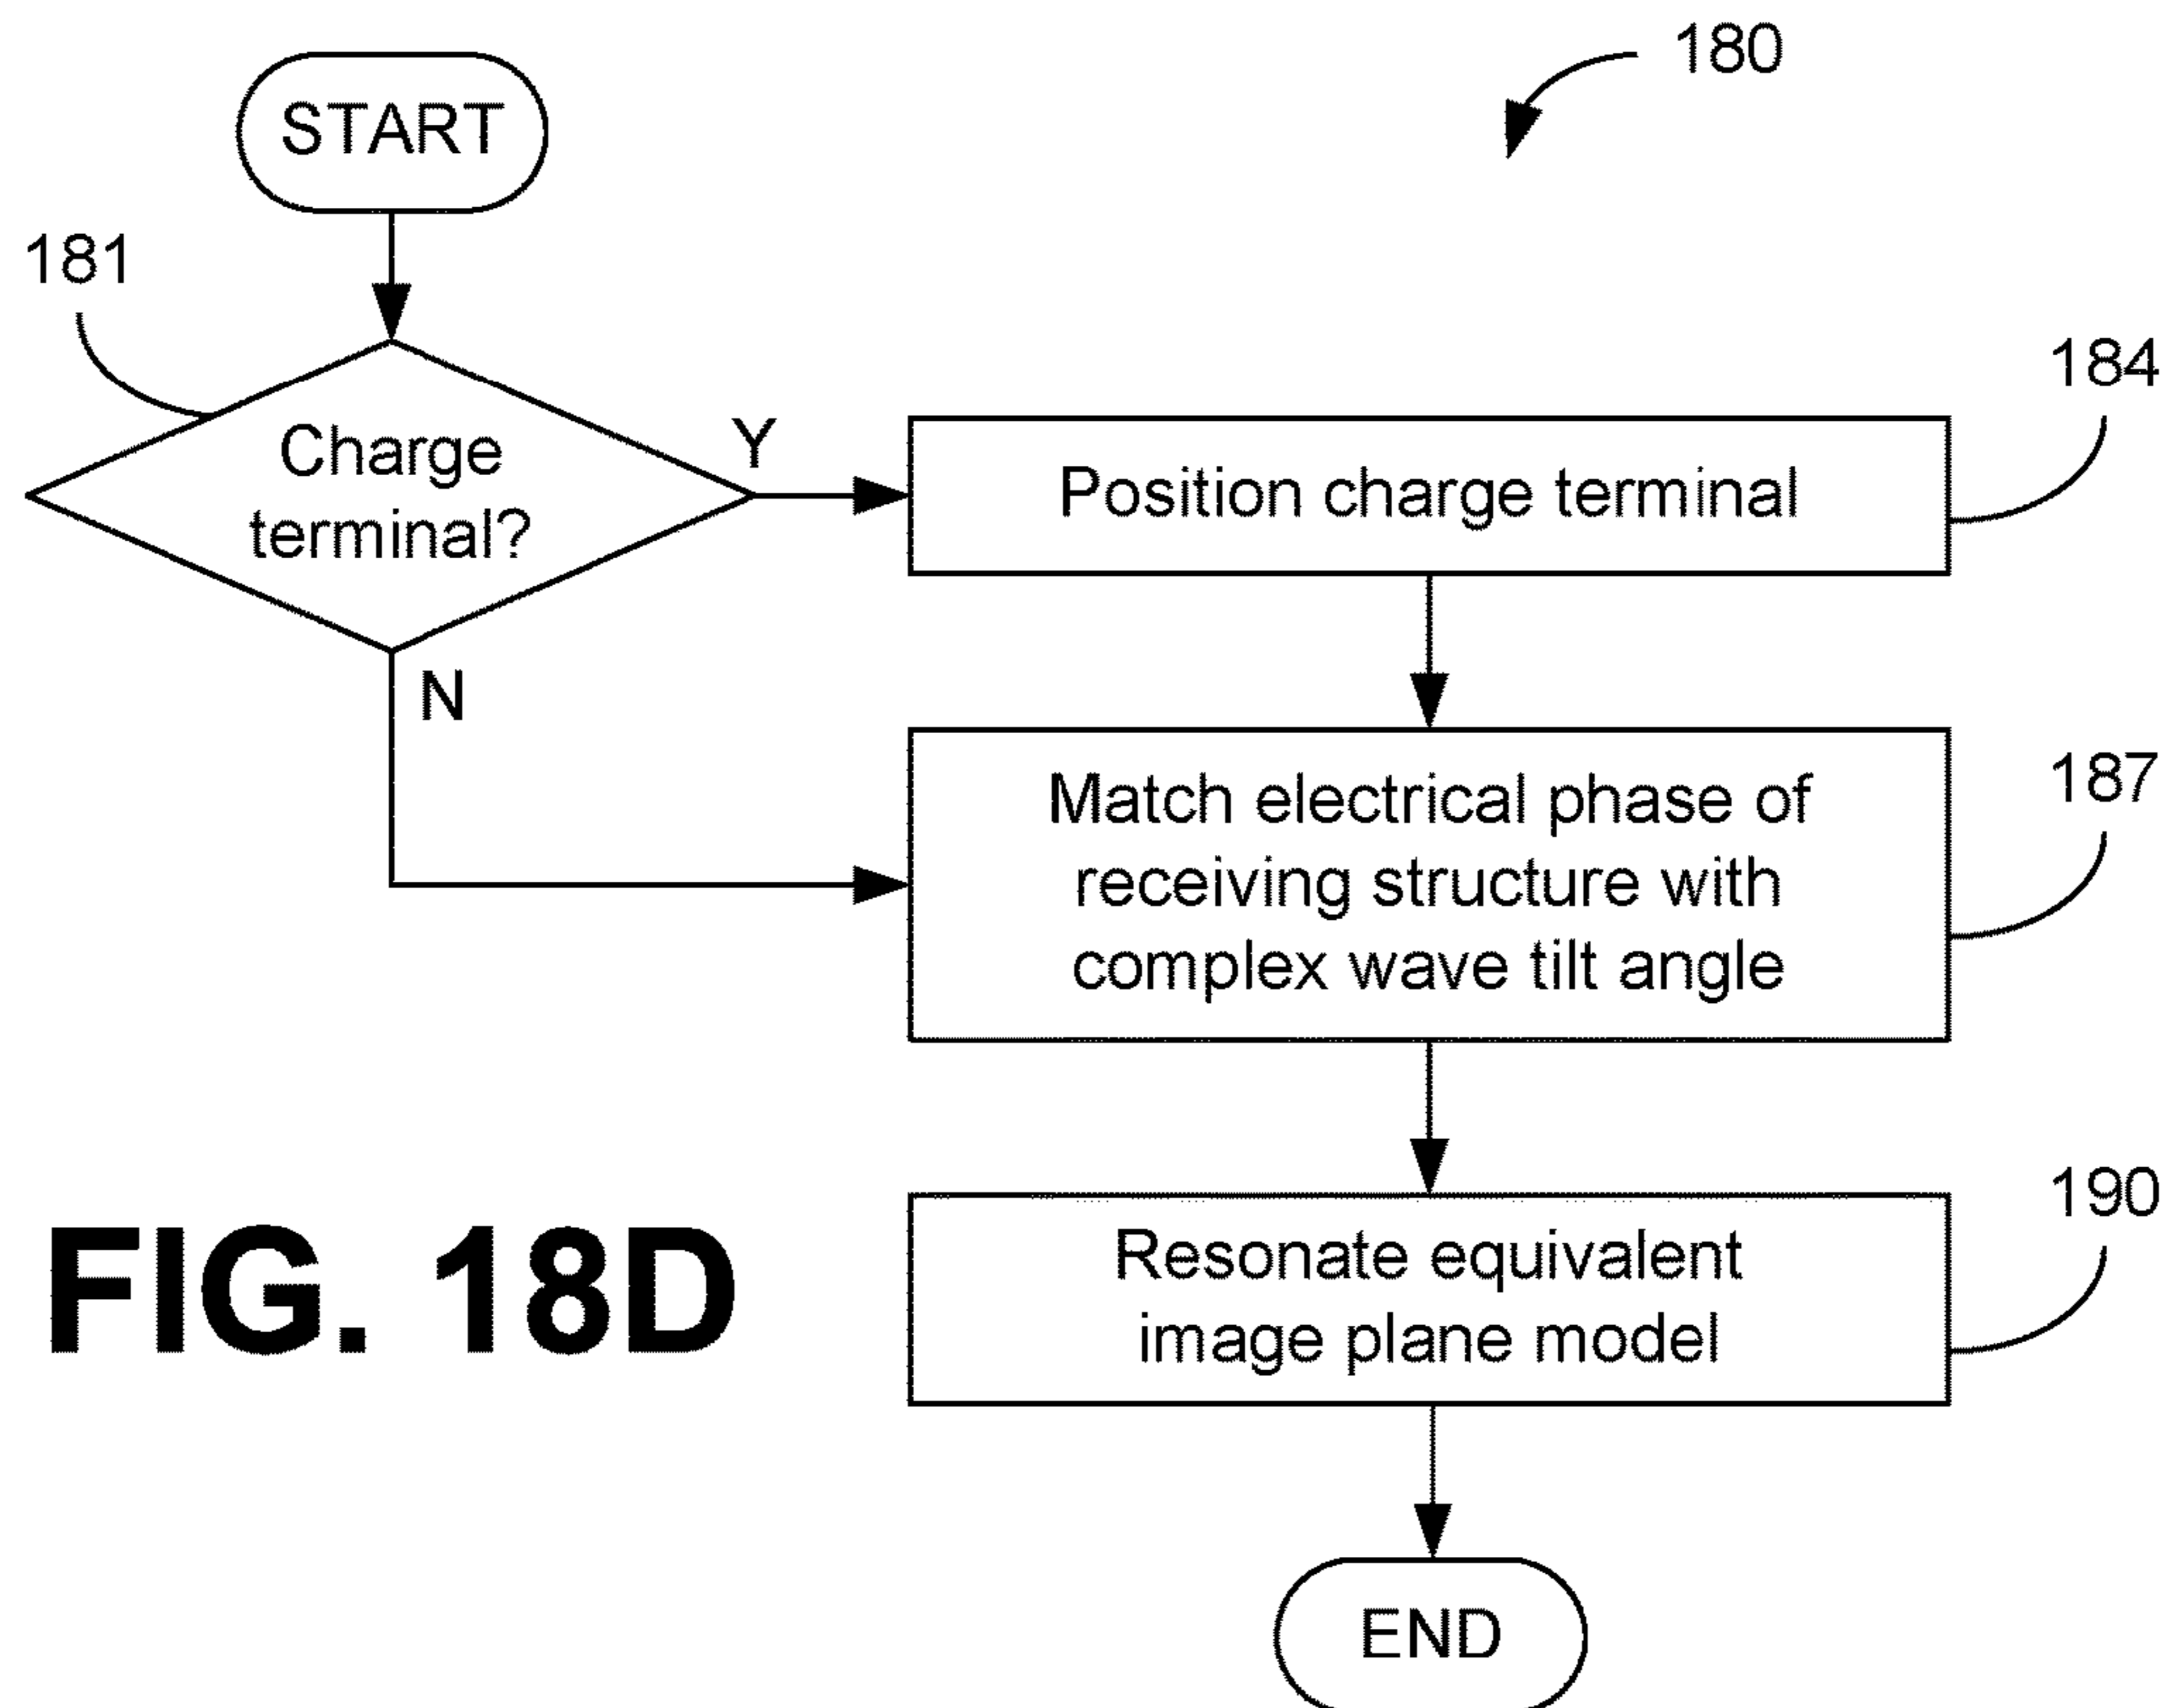 180
START
181
Charge
terminal?
Y
N
184
Position charge terminal
187
Match electrical phase of
receiving structure with
complex wave tilt angle
190
Resonate equivalent
image plane model
END
FIG. 18D